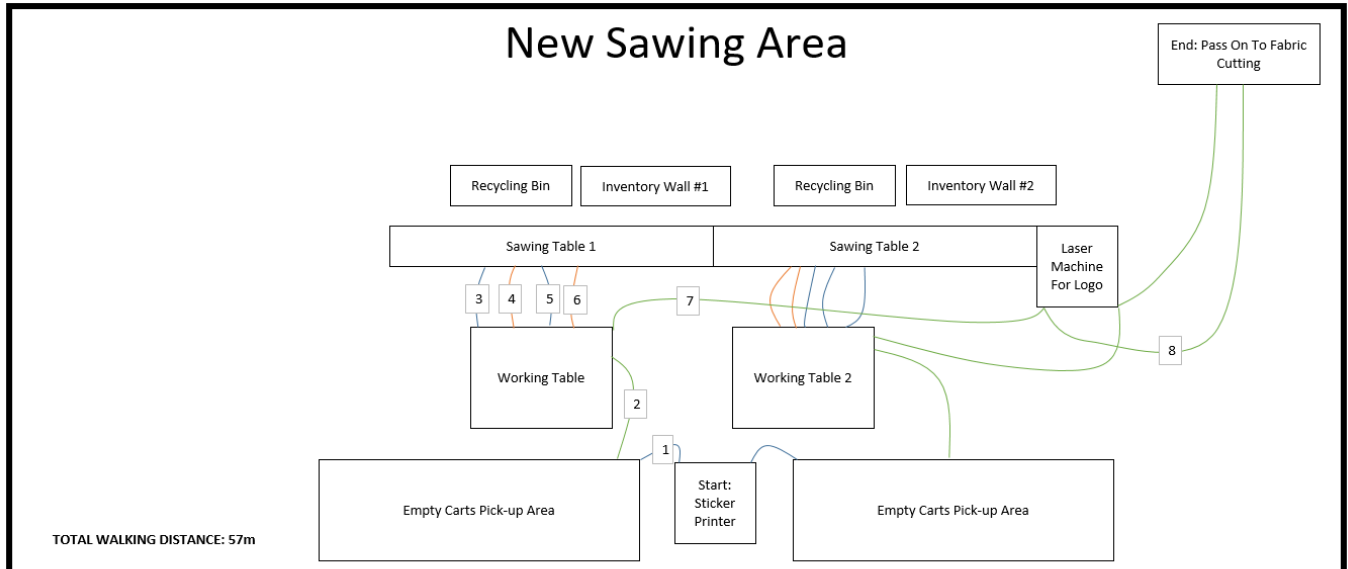 New Sawing Area
End: Pass On To Fabric
Cutting
Recycling Bin
Inventory Wall #1
Recycling Bin
Inventory Wall #2
Sawing Table 1
Sawing Table 2
Laser
Machine
For Logo
3
4
5
6
7
8
Working Table
Working Table 2
2
1
Empty Carts Pick-up Area
Start:
Sticker
Printer
Empty Carts Pick-up Area
TOTAL WALKING DISTANCE: 57m